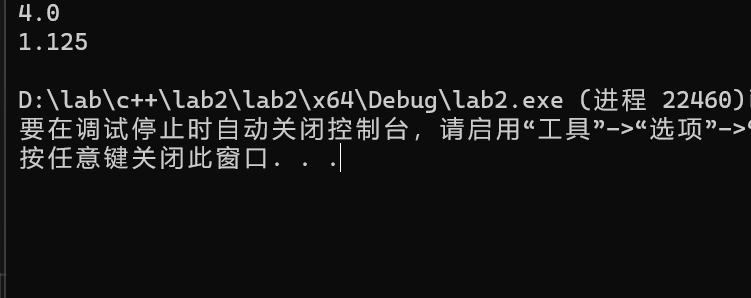 4.0
1.125
D:\lab\c++\lab2\lab2\x64\Debug\lab2.exe (进程 22460)
要在调试停止时自动关闭控制台，请启用“工具”->“选项”->“
按任意键关闭此窗口. . .